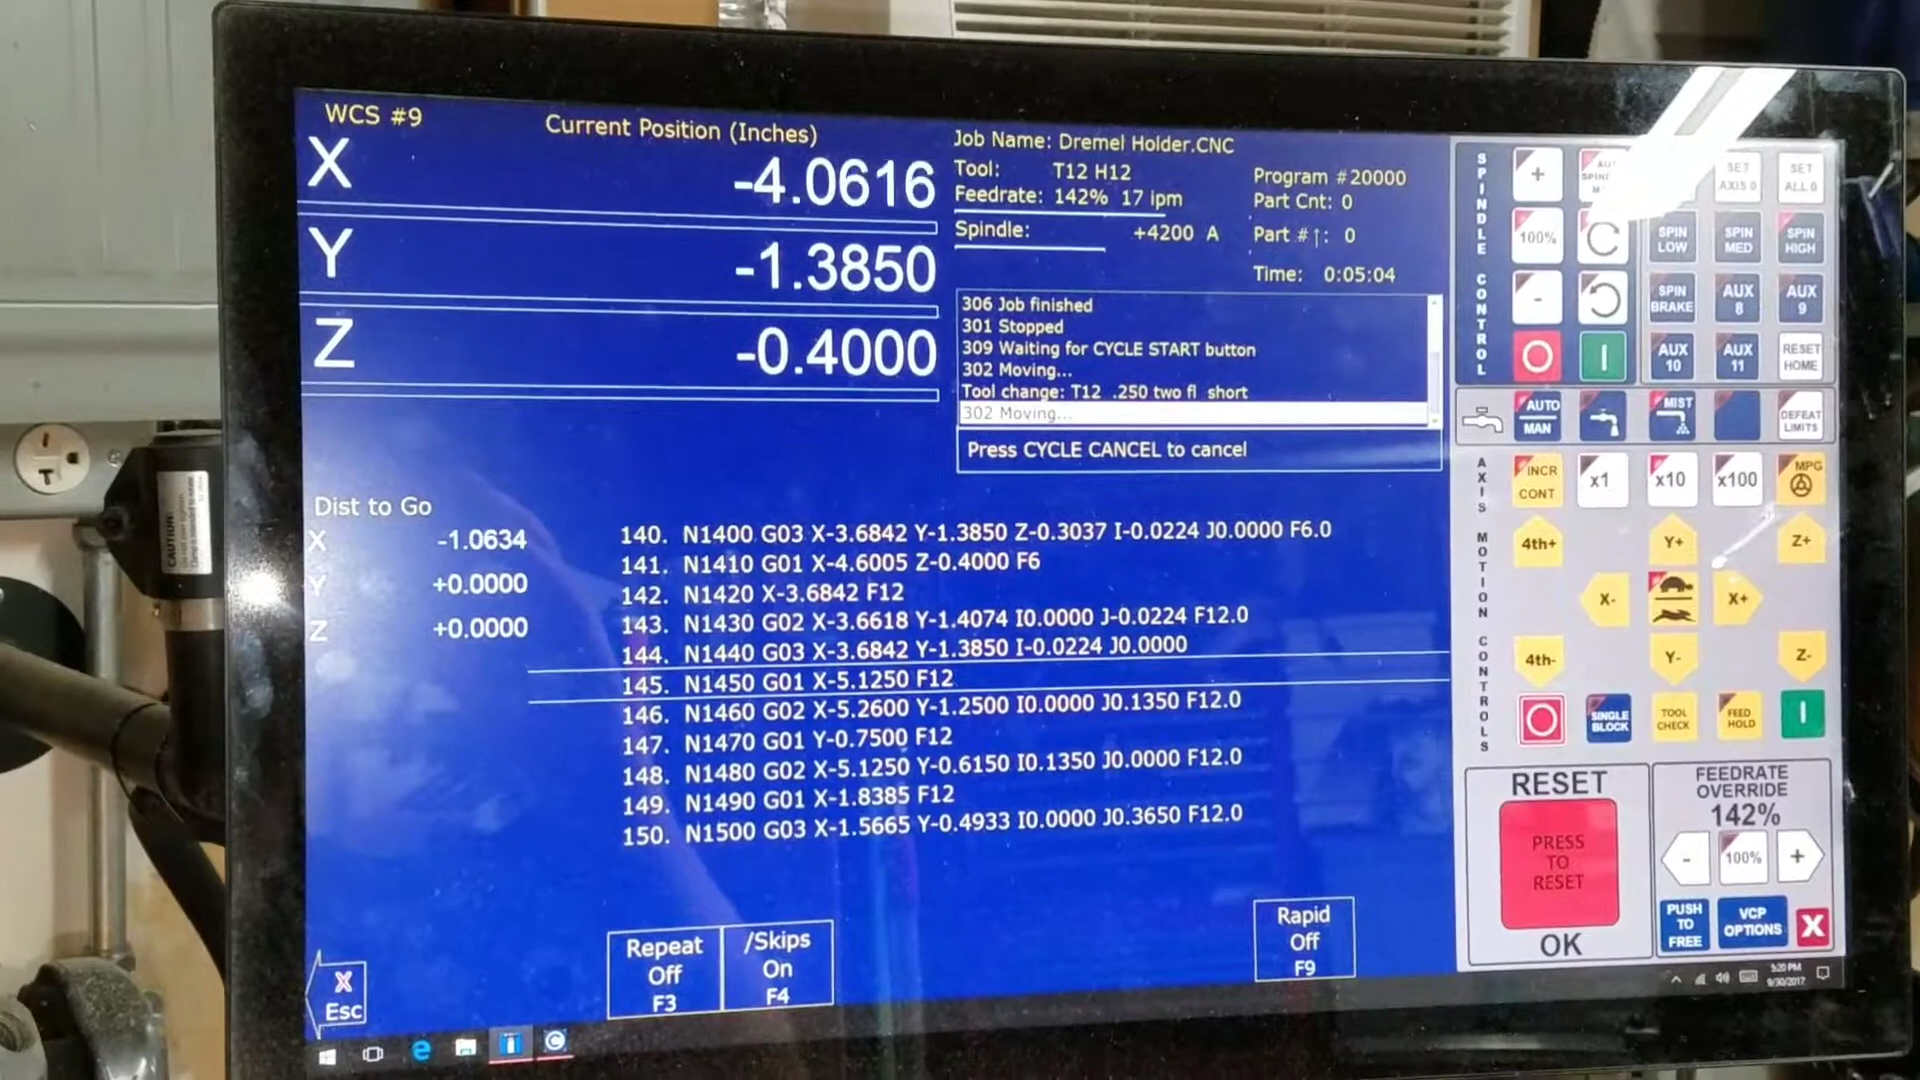 WCS #9
Current Position (Inches)
X -4.0616
Y -1.3850
Z -0.4000
Job Name: Dremel Holder.CNC
Tool: T12 H12
Feedrate: 142% 17 ipm
Spindle: +4200 A
Program #20000
Part Cnt: 0
Part #↑: 0
Time: 0:05:04
306 Job finished
301 Stopped
309 Waiting for CYCLE START button
302 Moving...
Tool change: T12 .250 two fl short
302 Moving...
Press CYCLE CANCEL to cancel
Dist to Go
X -1.0634
Y +0.0000
Z +0.0000
140. N1400 G03 X-3.6842 Y-1.3850 Z-0.3037 I-0.0224 J0.0000 F6.0
141. N1410 G01 X-4.6005 Z-0.4000 F6
142. N1420 X-3.6842 F12
143. N1430 G02 X-3.6618 Y-1.4074 I0.0000 J-0.0224 F12.0
144. N1440 G03 X-3.6842 Y-1.3850 I-0.0224 J0.0000
145. N1450 G01 X-5.1250 F12
146. N1460 G02 X-5.2600 Y-1.2500 I0.0000 J0.1350 F12.0
147. N1470 G01 Y-0.7500 F12
148. N1480 G02 X-5.1250 Y-0.6150 I0.1350 J0.0000 F12.0
149. N1490 G01 X-1.8385 F12
150. N1500 G03 X-1.5665 Y-0.4933 I0.0000 J0.3650 F12.0
X
Esc
Repeat
Off
F3
/Skips
On
F4
Rapid
Off
F9
SPINDLE CONTROL
+
SET
AXIS 0
SET
ALL 0
100%
SPIN
LOW
SPIN
MED
SPIN
HIGH
-
SPIN
BRAKE
AUX
8
AUX
9
AUX
10
AUX
11
RESET
HOME
AUTO
MAN
MIST
DEFEAT
LIMITS
AXIS MOTION CONTROLS
INCR
CONT
x1
x10
x100
MPG
4th+
Y+
Z+
X-
X+
4th-
Y-
Z-
SINGLE
BLOCK
TOOL
CHECK
FEED
HOLD
RESET
PRESS
TO
RESET
OK
FEEDRATE
OVERRIDE
142%
-
100%
+
PUSH
TO
FREE
VCP
OPTIONS
X
5:20 PM
9/30/2017
CAUTION: